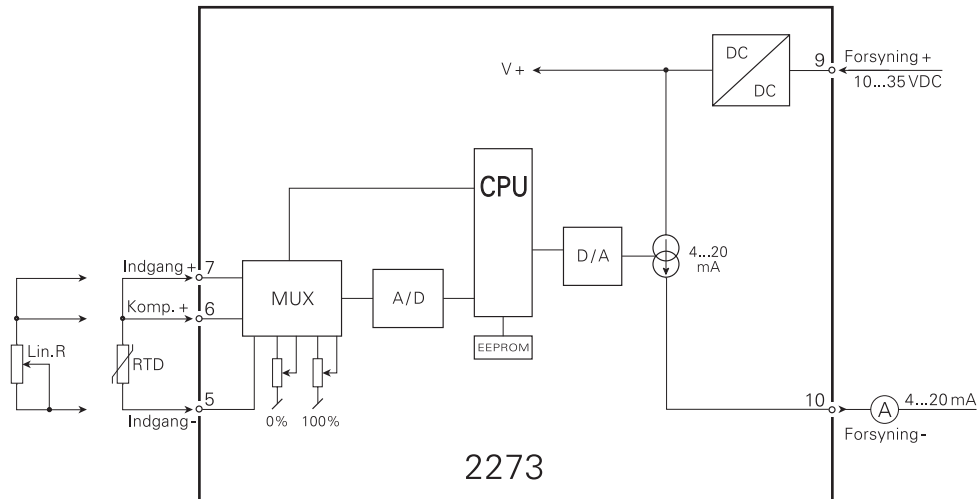 DC
DC
9
Forsyning +
10...35 VDC
V +
CPU
D/A
4...20
mA
Indgang +
7
Komp. +
6
MUX
A/D
EEPROM
Lin.R
RTD
5
Indgang -
0%
100%
10
A
4...20 mA
Forsyning -
2273